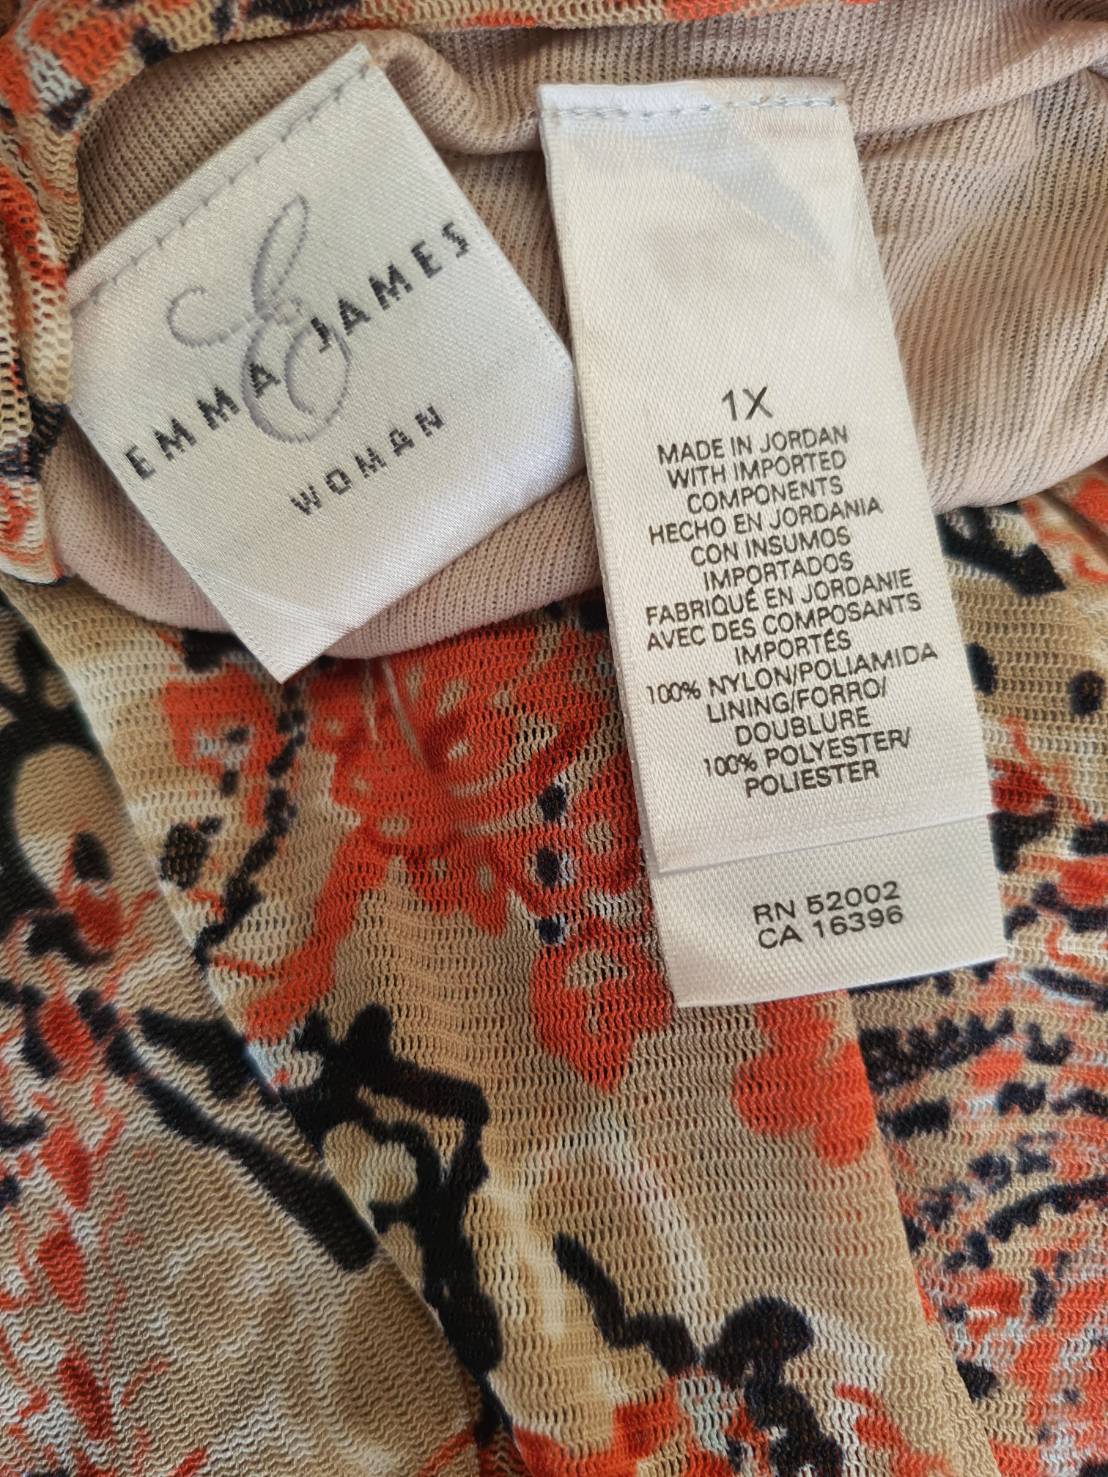 EMMA JAMES
WOMAN
1X
MADE IN JORDAN
WITH IMPORTED
COMPONENTS
HECHO EN JORDANIA
CON INSUMOS
IMPORTADOS
FABRIQUÉ EN JORDANIE
AVEC DES COMPOSANTS
IMPORTÉS
100% NYLON/POLIAMIDA
LINING/FORRO/
DOUBLURE
100% POLYESTER/
POLIESTER
RN 52002
CA 16396